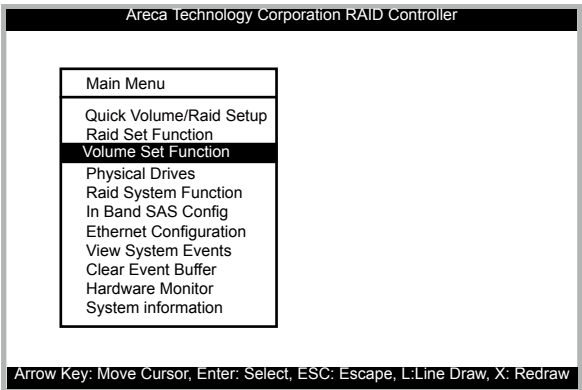 Areca Technology Corporation RAID Controller
Main Menu
Quick Volume/Raid Setup
Raid Set Function
Volume Set Function
Physical Drives
Raid System Function
In Band SAS Config
Ethernet Configuration
View System Events
Clear Event Buffer
Hardware Monitor
System information
Arrow Key: Move Cursor, Enter: Select, ESC: Escape, L:Line Draw, X: Redraw